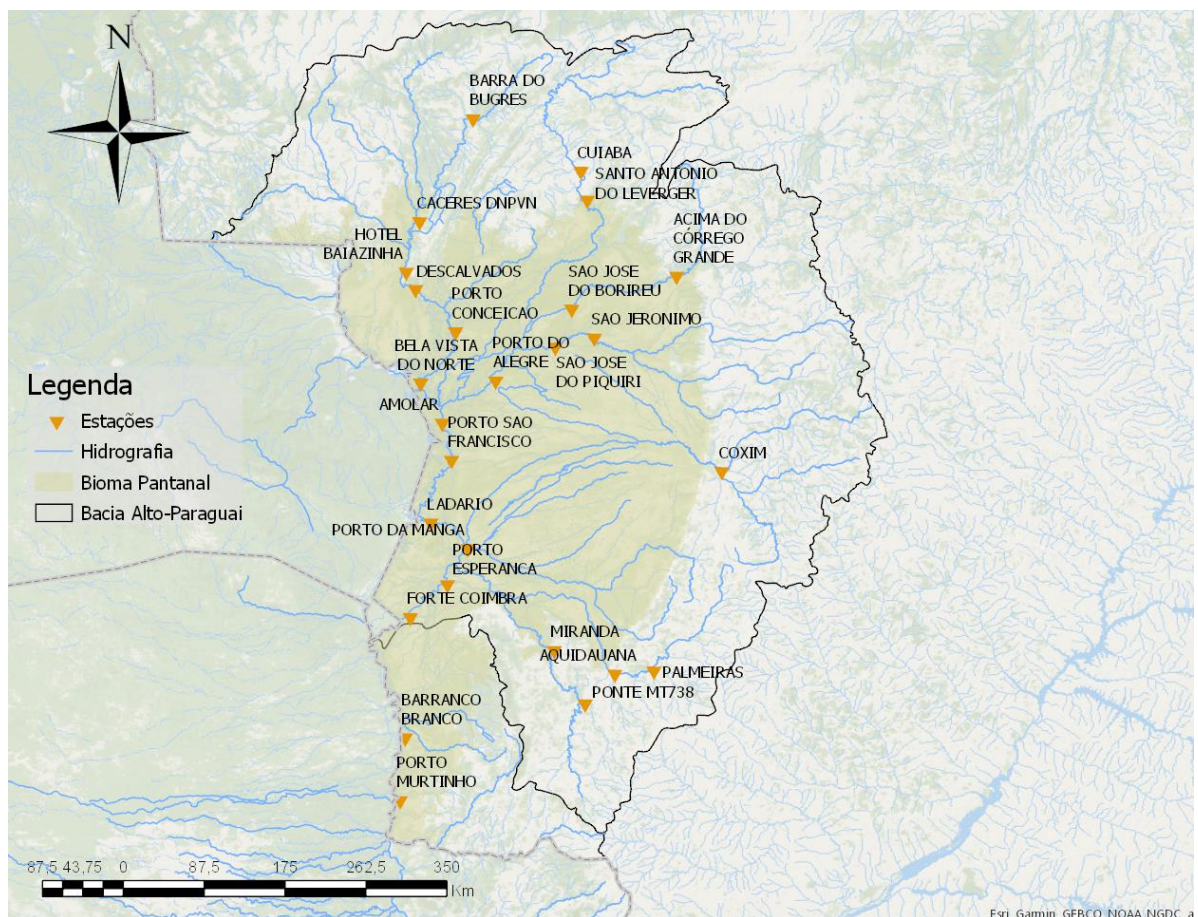 N
BARRA DO
BUGRES
CUIABA
SANTO ANTONIO
DO LEVERGER
CACERES DNPVN
ACIMA DO
CÓRREGO
GRANDE
HOTEL
BAIAZINHA
DESCALVADOS
SAO JOSE
DO BORIREU
PORTO
CONCEICAO
SAO JERONIMO
BELA VISTA
DO NORTE
PORTO DO
ALEGRE
SAO JOSE
DO PIQUIRI
Legenda
Estações
Hidrografia
Bioma Pantanal
Bacia Alto-Paraguai
AMOLAR
PORTO SAO
FRANCISCO
COXIM
LADARIO
PORTO DA MANGA
PORTO
ESPERANCA
FORTE COIMBRA
MIRANDA
AQUIDAUANA
PALMEIRAS
PONTE MT738
BARRANCO
BRANCO
PORTO
MURTINHO
87,5 43,75 0 87,5 175 262,5 350
Km
Esri, Garmin, GEBCO, NOAA NGDC, a